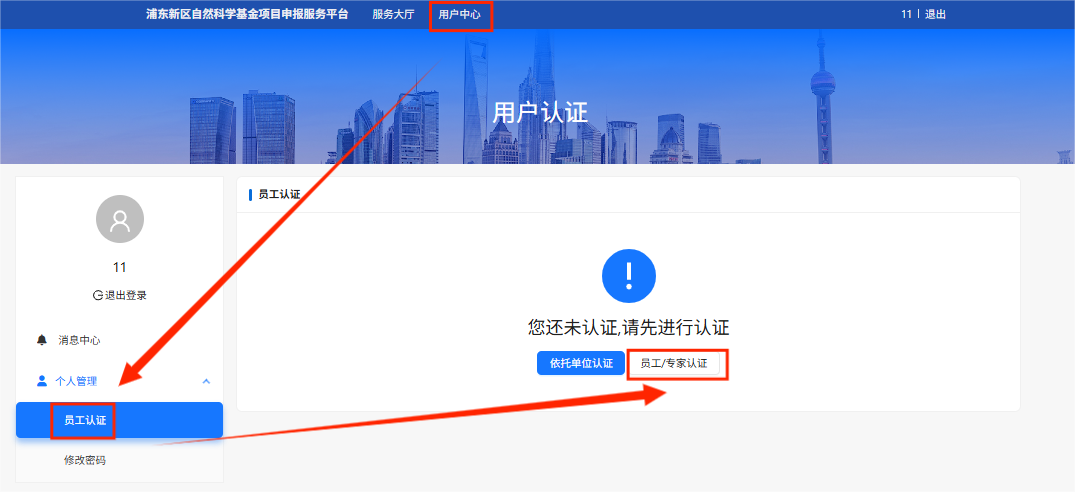 浦东新区自然科学基金项目申报服务平台 服务大厅 用户中心 11 | 退出
用户认证
11
退出登录
消息中心
个人管理
员工认证
修改密码
员工认证
您还未认证,请先进行认证
依托单位认证 员工/专家认证